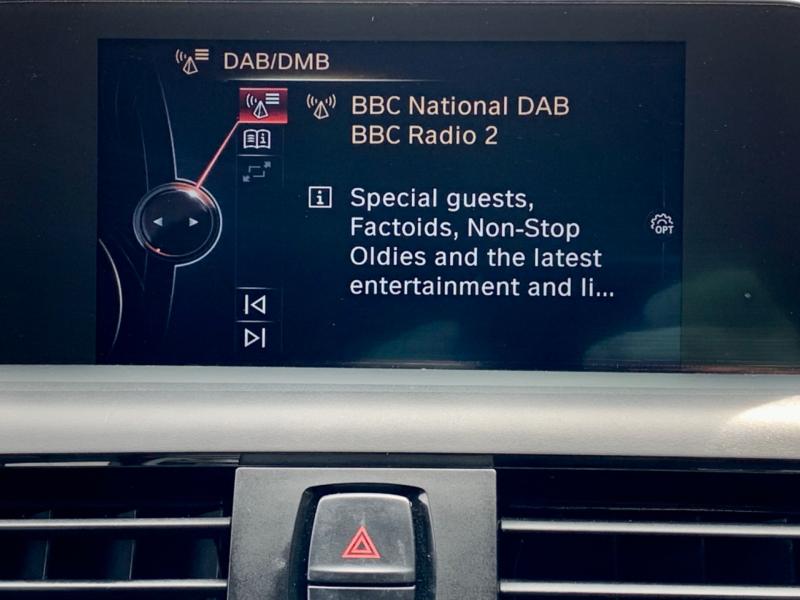 DAB/DMB
BBC National DAB
BBC Radio 2
Special guests,
Factoids, Non-Stop
Oldies and the latest
entertainment and li...
OPT